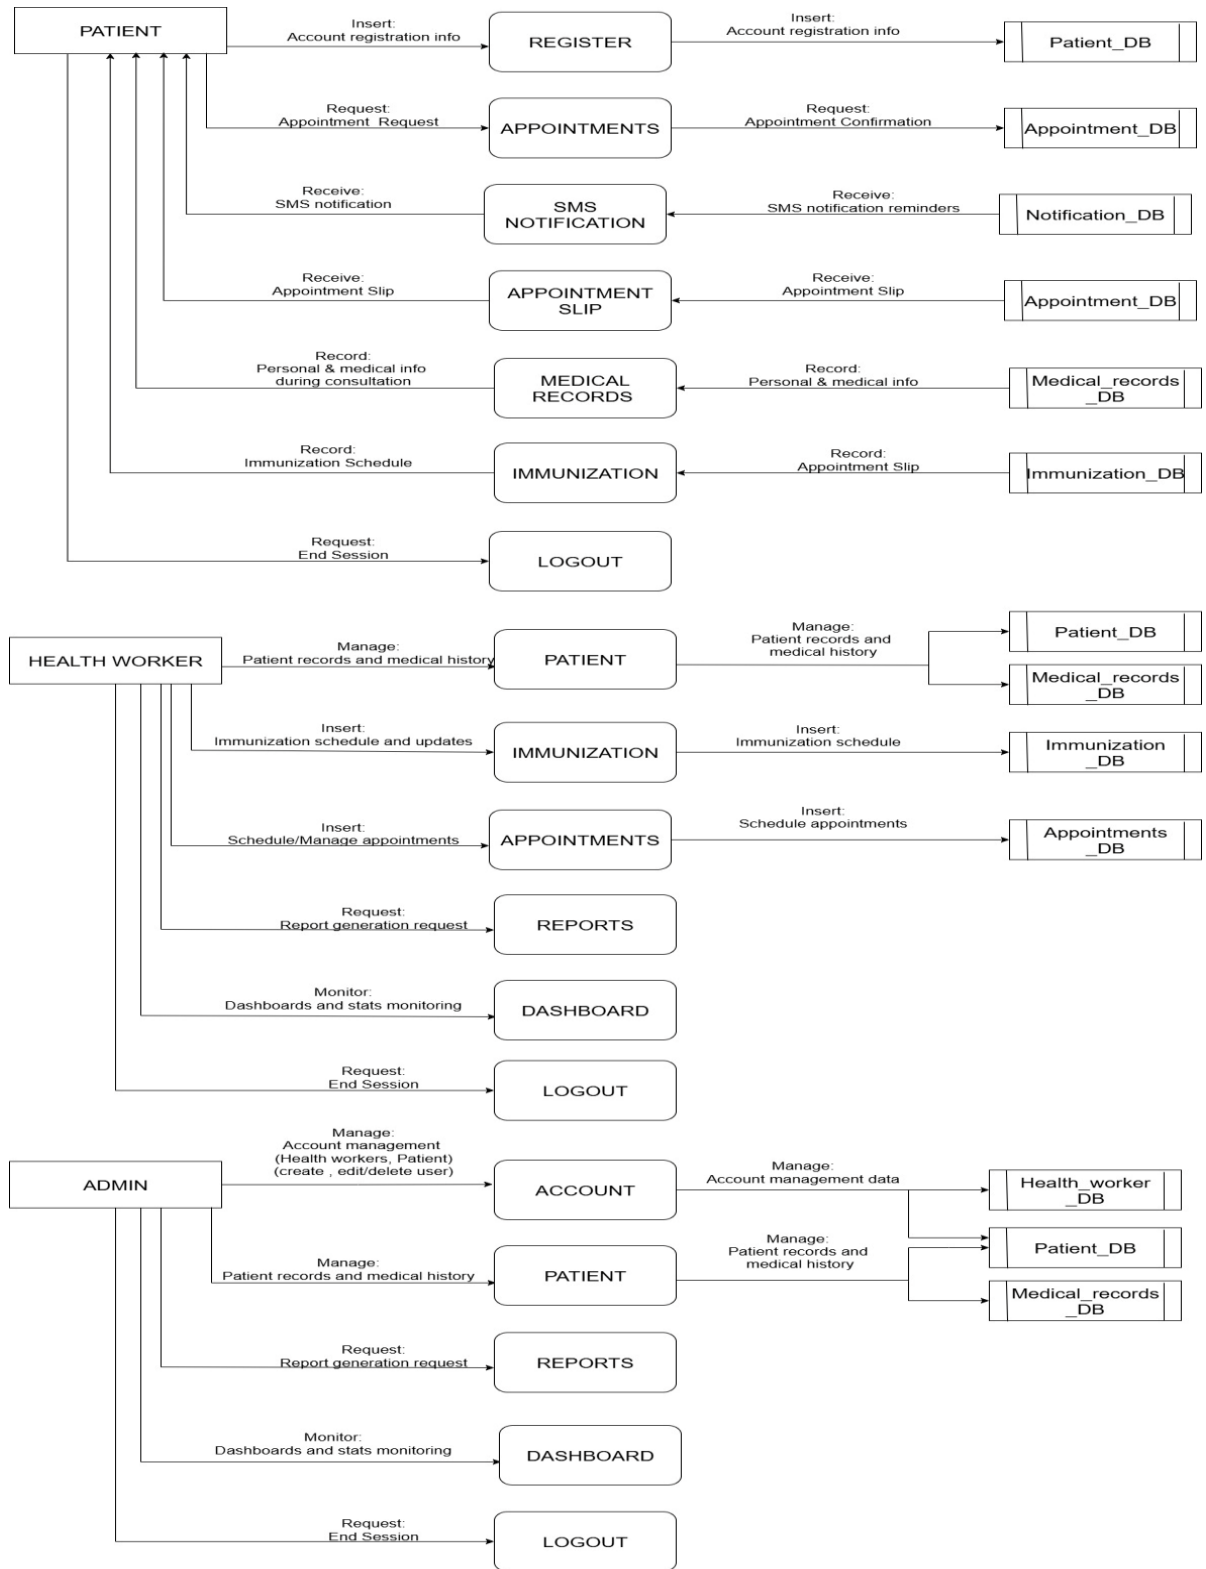 PATIENT
Insert:
Account registration info
REGISTER
Insert:
Account registration info
Patient_DB
Request:
Appointment Request
APPOINTMENTS
Request:
Appointment Confirmation
Appointment_DB
Receive:
SMS notification
SMS
NOTIFICATION
Receive:
SMS notification reminders
Notification_DB
Receive:
Appointment Slip
APPOINTMENT
SLIP
Receive:
Appointment Slip
Appointment_DB
Record:
Personal & medical info
during consultation
MEDICAL
RECORDS
Record:
Personal & medical info
Medical_records
_DB
Record:
Immunization Schedule
IMMUNIZATION
Record:
Appointment Slip
Immunization_DB
Request:
End Session
LOGOUT
HEALTH WORKER
Manage:
Patient records and medical history
PATIENT
Manage:
Patient records and
medical history
Patient_DB
Medical_records
_DB
Insert:
Immunization schedule and updates
IMMUNIZATION
Insert:
Immunization schedule
Immunization
_DB
Insert:
Schedule/Manage appointments
APPOINTMENTS
Insert:
Schedule appointments
Appointments
_DB
Request:
Report generation request
REPORTS
Monitor:
Dashboards and stats monitoring
DASHBOARD
Request:
End Session
LOGOUT
ADMIN
Manage:
Account management
(Health workers, Patient)
(create , edit/delete user)
ACCOUNT
Manage:
Account management data
Health_worker
_DB
Manage:
Patient records and medical history
PATIENT
Manage:
Patient records and
medical history
Patient_DB
Medical_records
_DB
Request:
Report generation request
REPORTS
Monitor:
Dashboards and stats monitoring
DASHBOARD
Request:
End Session
LOGOUT